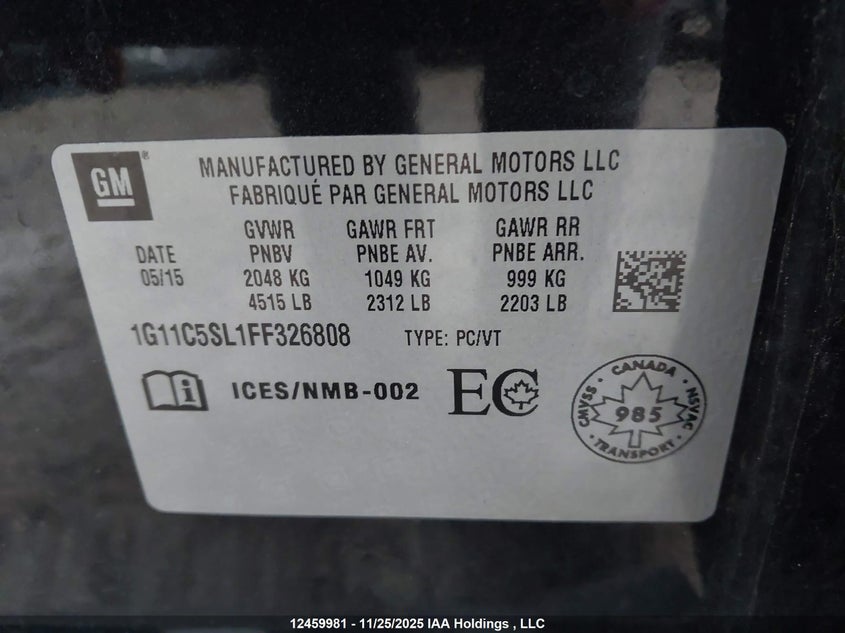 GM ®
MANUFACTURED BY GENERAL MOTORS LLC
FABRIQUÉ PAR GENERAL MOTORS LLC
DATE
05/15
GVWR
PNBV
2048 KG
4515 LB
GAWR FRT
PNBE AV.
1049 KG
2312 LB
GAWR RR
PNBE ARR.
999 KG
2203 LB
1G11C5SL1FF326808 TYPE: PC/VT
i ICES/NMB-002 EC
CANADA
CMVSS 985 NSVAC
TRANSPORT
12459981 - 11/25/2025 IAA Holdings , LLC